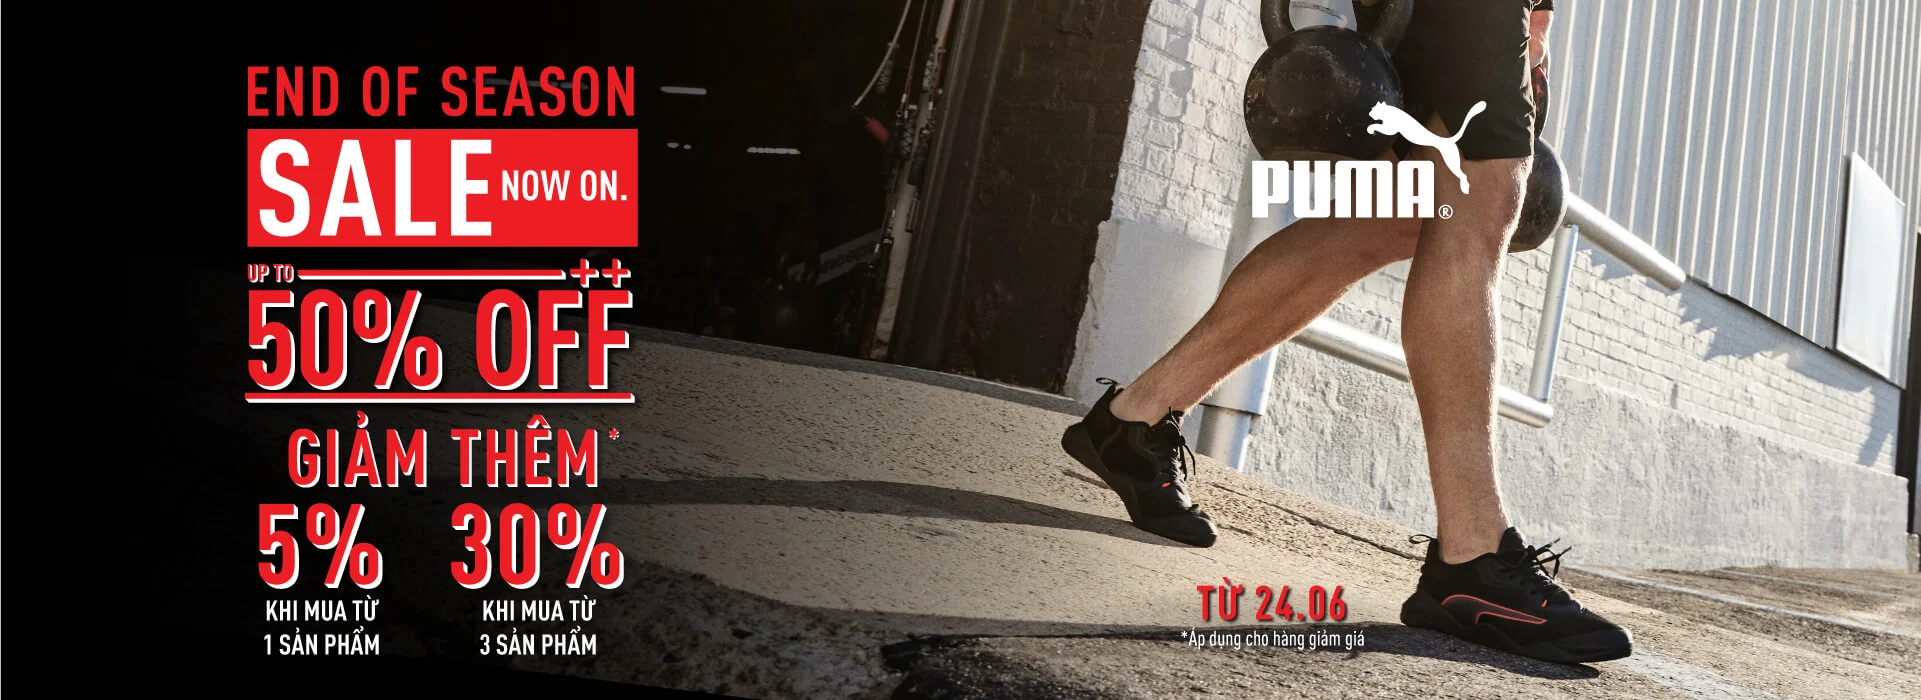 END OF SEASON
SALE NOW ON.
UP TO ++
50% OFF
GIẢM THÊM*
5% 30%
KHI MUA TỪ KHI MUA TỪ
1 SẢN PHẨM 3 SẢN PHẨM
PUMA®
TỪ 24.06
*Áp dụng cho hàng giảm giá